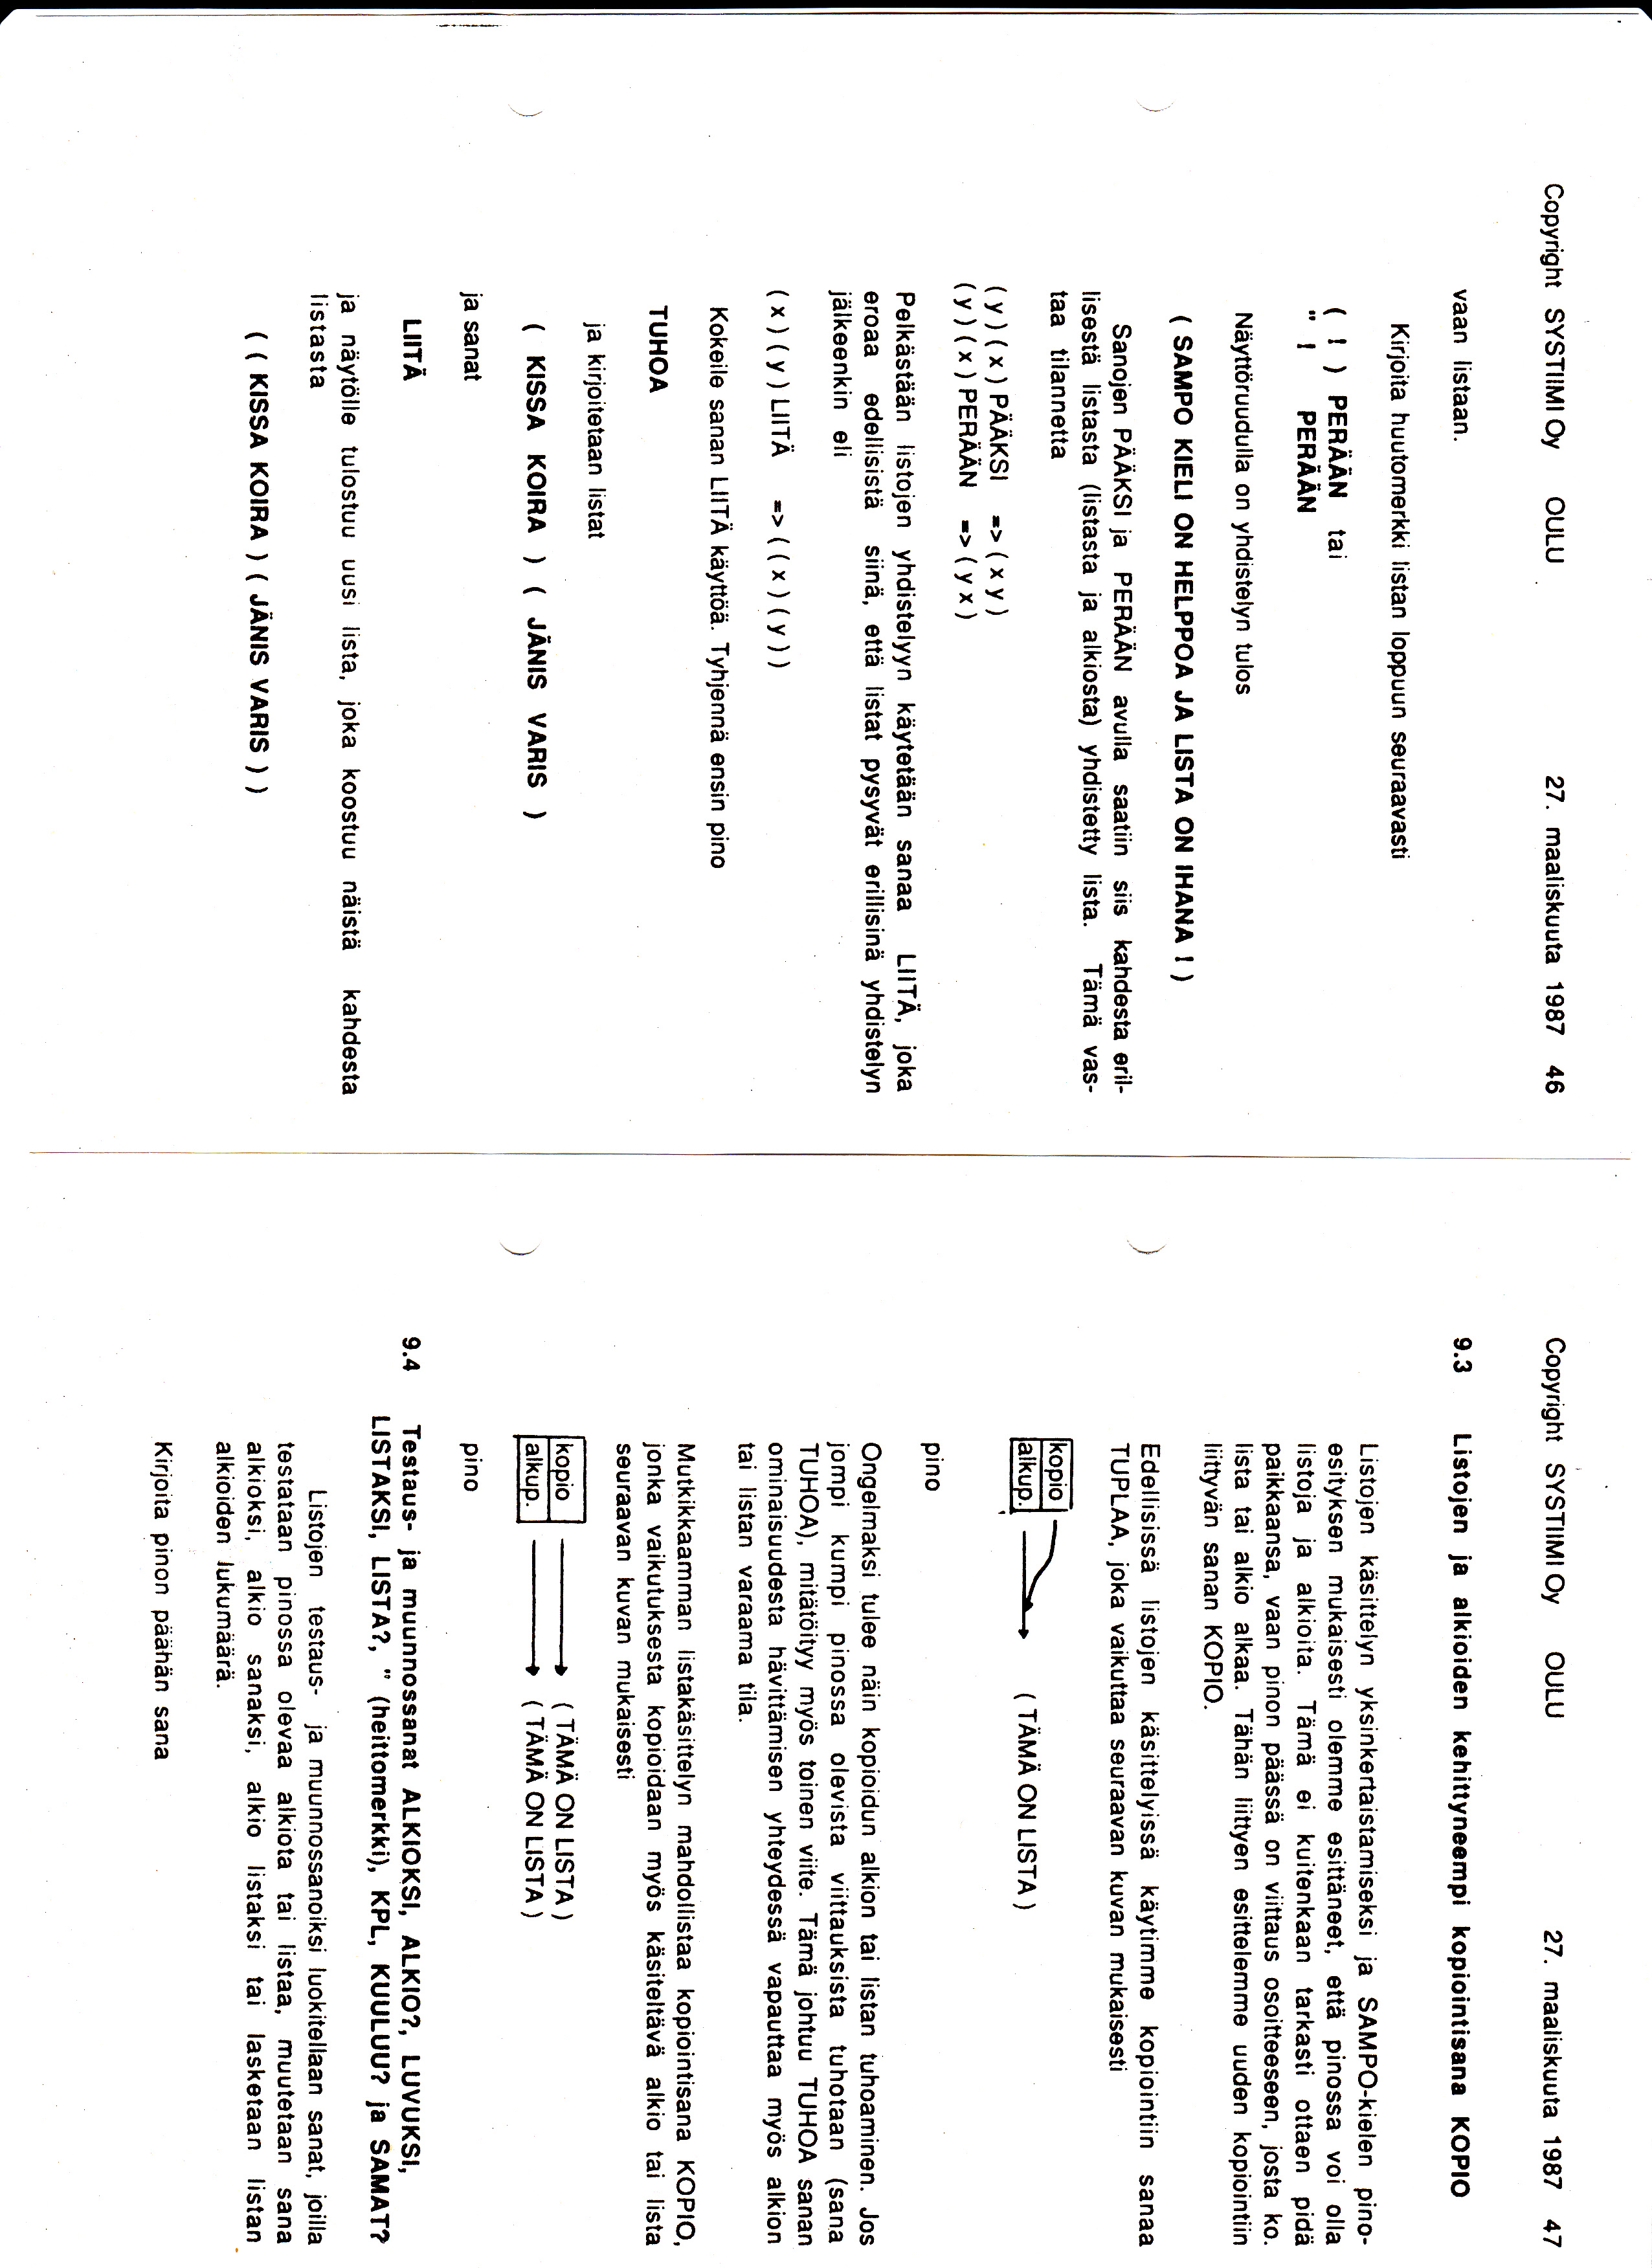 Copyright SYSTIIMI Oy OULU 27. maaliskuuta 1987 46
vaan listaan.
Kirjoita huutomerkki listan loppuun seuraavasti
( ! ) PERÄÄN tai
" ! PERÄÄN
Näyttöruudulla on yhdistelyn tulos
( SAMPO KIELI ON HELPPOA JA LISTA ON IHANA ! )
Sanojen PÄÄKSI ja PERÄÄN avulla saatiin siis kahdesta eril-
lisestä listasta (listasta ja alkiosta) yhdistetty lista. Tämä vas-
taa tilannetta
( y ) ( x ) PÄÄKSI => ( x y )
( y ) ( x ) PERÄÄN => ( y x )
Pelkästään listojen yhdistelyyn käytetään sanaa LIITÄ, joka
eroaa edellisistä siinä, että listat pysyvät erillisinä yhdistelyn
jälkeenkin eli
( x ) ( y ) LIITÄ => ( ( x ) ( y ) )
Kokeile sanan LIITÄ käyttöä. Tyhjennä ensin pino
TUHOA
ja kirjoitetaan listat
( KISSA KOIRA ) ( JÄNIS VARIS )
ja sanat
LIITÄ
ja näytölle tulostuu uusi lista, joka koostuu näistä kahdesta
listasta
( ( KISSA KOIRA ) ( JÄNIS VARIS ) )
Copyright SYSTIIMI Oy OULU 27. maaliskuuta 1987 47
9.3 Listojen ja alkioiden kehittyneempi kopiointisana KOPIO
Listojen käsittelyn yksinkertaistamiseksi ja SAMPO-kielen pino-
esityksen mukaisesti olemme esittäneet, että pinossa voi olla
listoja ja alkioita. Tämä ei kuitenkaan tarkasti ottaen pidä
paikkaansa, vaan pinon päässä on viittaus osoitteeseen, josta ko.
lista tai alkio alkaa. Tähän liittyen esittelemme uuden kopiointiin
liittyvän sanan KOPIO.
Edellisissä listojen käsittelyissä käytimme kopiointiin sanaa
TUPLAA, joka vaikuttaa seuraavan kuvan mukaisesti
kopio
alkup. ( TÄMÄ ON LISTA )
pino
Ongelmaksi tulee näin kopioidun alkion tai listan tuhoaminen. Jos
jompi kumpi pinossa olevista viittauksista tuhotaan (sana
TUHOA), mitätöityy myös toinen viite. Tämä johtuu TUHOA sanan
ominaisuudesta hävittämisen yhteydessä vapauttaa myös alkion
tai listan varaama tila.
Mutkikkaamman listakäsittelyn mahdollistaa kopiointisana KOPIO,
jonka vaikutuksesta kopioidaan myös käsiteltävä alkio tai lista
seuraavan kuvan mukaisesti
kopio ( TÄMÄ ON LISTA )
alkup. ( TÄMÄ ON LISTA )
pino
9.4 Testaus- ja muunnossanat ALKIOKSI, ALKIO?, LUVUKSI,
LISTAKSI, LISTA?, " (heittomerkki), KPL, KUULUU? ja SAMAT?
Listojen testaus- ja muunnossanoiksi luokitellaan sanat, joilla
testataan pinossa olevaa alkiota tai listaa, muutetaan sana
alkioksi, alkio sanaksi, alkio listaksi tai lasketaan listan
alkioiden lukumäärä.
Kirjoita pinon päähän sana